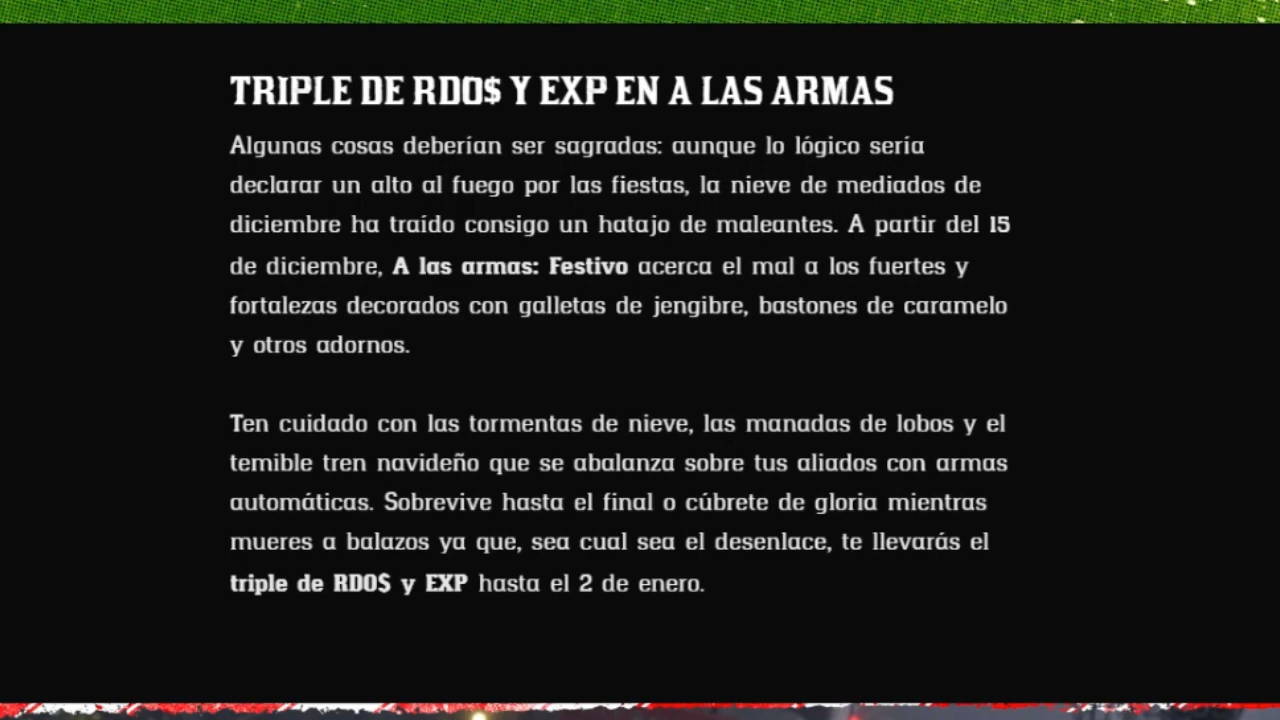 TRIPLE DE RDO$ Y EXP EN A LAS ARMAS
Algunas cosas deberían ser sagradas: aunque lo lógico sería
declarar un alto al fuego por las fiestas, la nieve de mediados de
diciembre ha traído consigo un hatajo de maleantes. A partir del 15
de diciembre, A las armas: Festivo acerca el mal a los fuertes y
fortalezas decorados con galletas de jengibre, bastones de caramelo
y otros adornos.
Ten cuidado con las tormentas de nieve, las manadas de lobos y el
temible tren navideño que se abalanza sobre tus aliados con armas
automáticas. Sobrevive hasta el final o cúbrete de gloria mientras
mueres a balazos ya que, sea cual sea el desenlace, te llevarás el
triple de RDO$ y EXP hasta el 2 de enero.